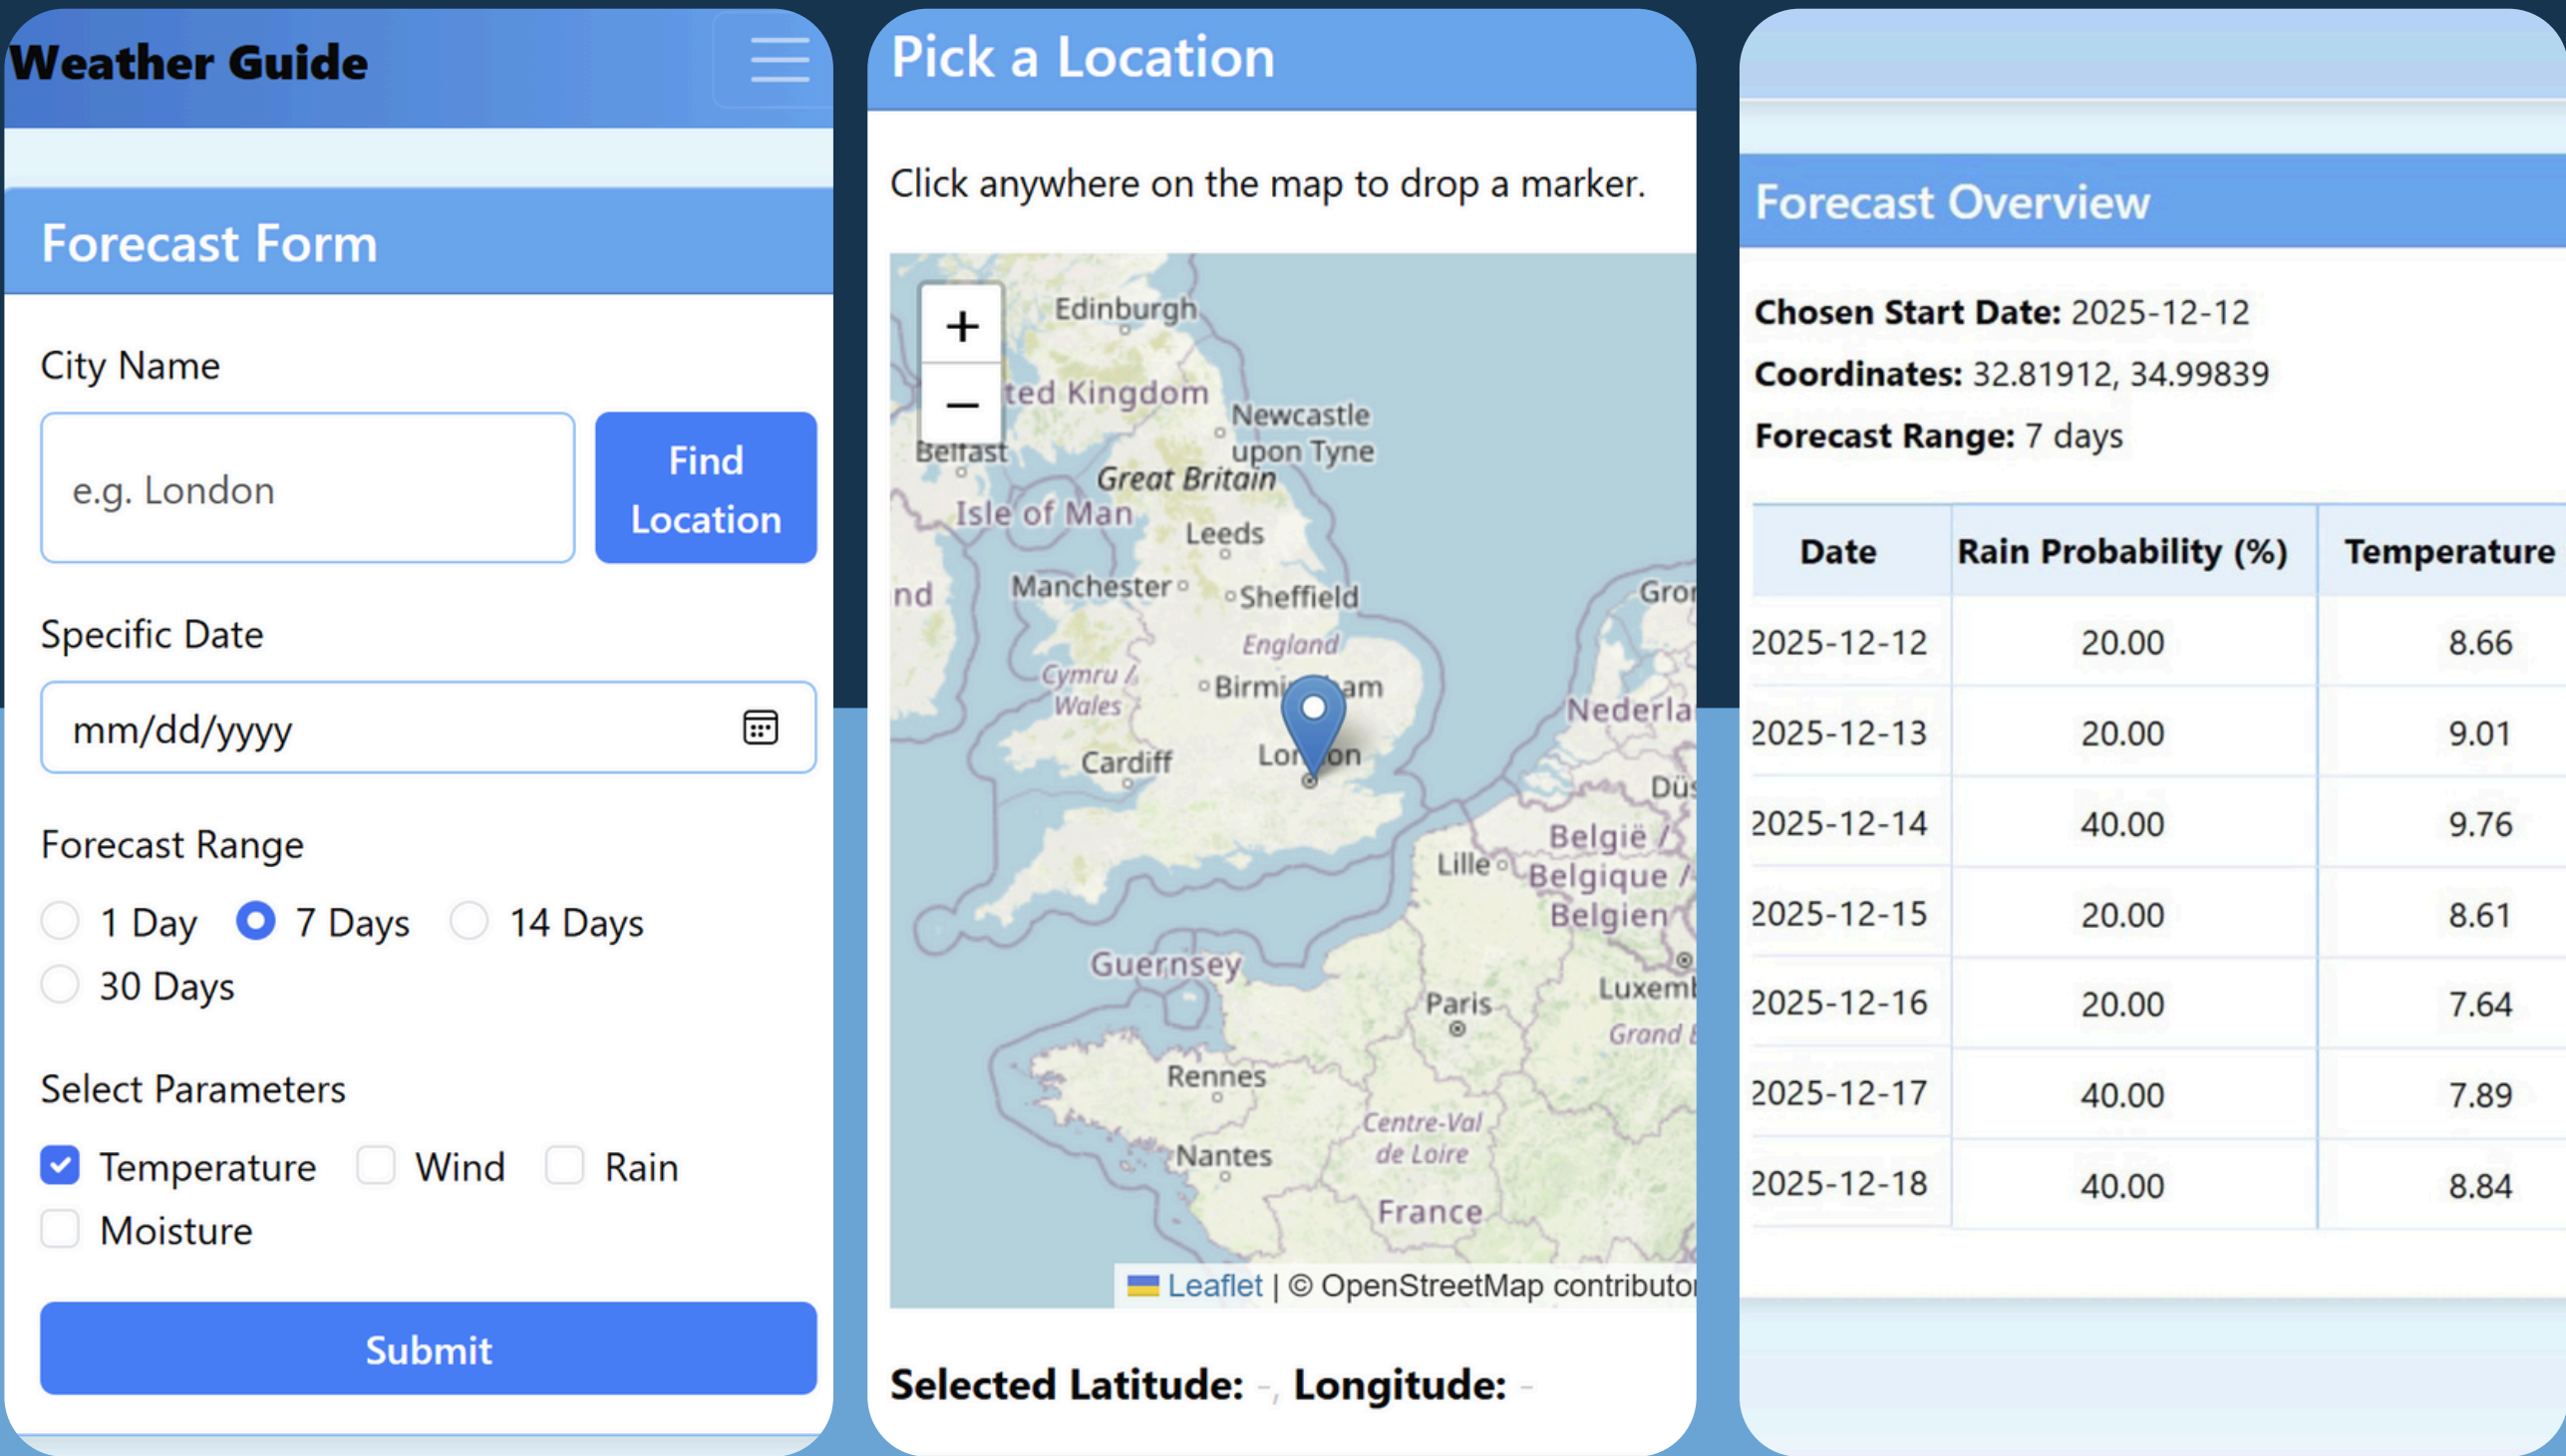 Weather Guide
Forecast Form
City Name
e.g. London
Find
Location
Specific Date
mm/dd/yyyy
Forecast Range
1 Day 7 Days 14 Days
30 Days
Select Parameters
Temperature Wind Rain
Moisture
Submit
Pick a Location
Click anywhere on the map to drop a marker.
+
−
Edinburgh
ted Kingdom
Newcastle
upon Tyne
Belfast
Great Britain
Isle of Man
Leeds
nd
Manchester
Sheffield
Gror
England
Cymru /
Wales
Birmi am
Nederla
Cardiff
Lon on
Düs
België /
Lille
Belgique /
Belgien
Guernsey
Luxemb
Paris
Grand
Rennes
Centre-Val
de Loire
Nantes
France
Leaflet | © OpenStreetMap contributor
Selected Latitude: -, Longitude: -
Forecast Overview
Chosen Start Date: 2025-12-12
Coordinates: 32.81912, 34.99839
Forecast Range: 7 days
Date Rain Probability (%) Temperature
2025-12-12 20.00 8.66
2025-12-13 20.00 9.01
2025-12-14 40.00 9.76
2025-12-15 20.00 8.61
2025-12-16 20.00 7.64
2025-12-17 40.00 7.89
2025-12-18 40.00 8.84